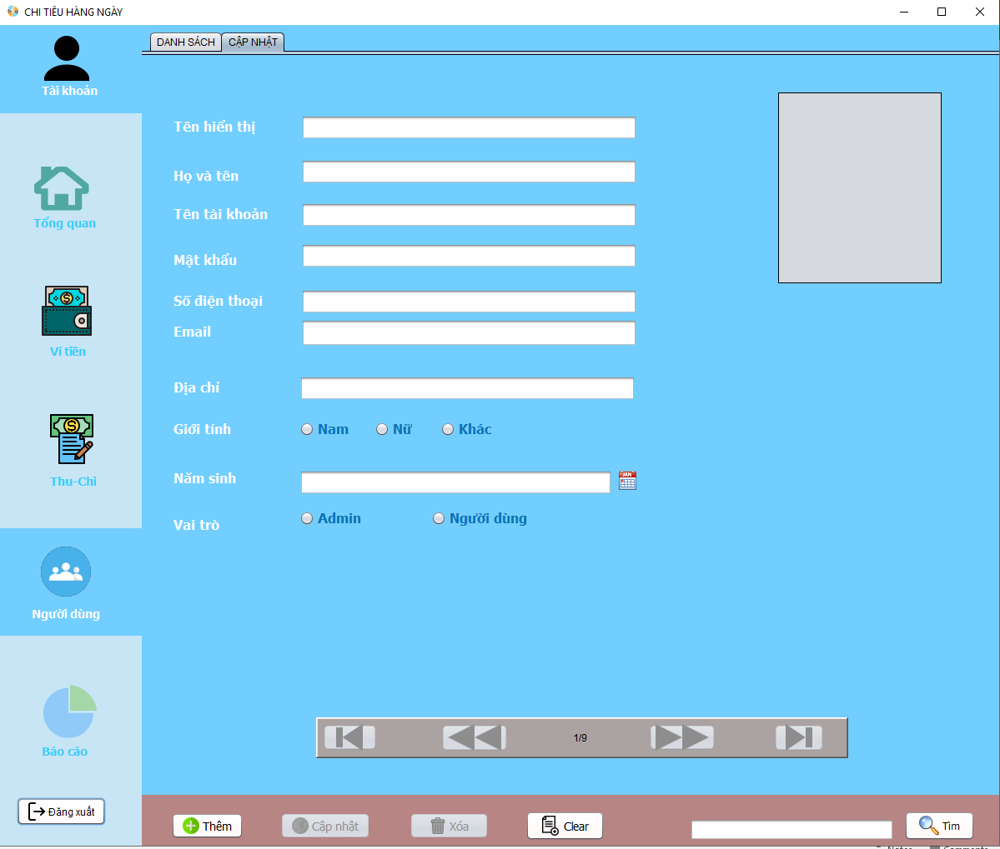 CHI TIÊU HÀNG NGÀY
DANH SÁCH
CẬP NHẬT
Tài khoản
Tổng quan
Ví tiền
Thu-Chi
Người dùng
Báo cáo
Đăng xuất
Tên hiển thị
Họ và tên
Tên tài khoản
Mật khẩu
Số điện thoại
Email
Địa chỉ
Giới tính
Nam
Nữ
Khác
Năm sinh
JAN
Vai trò
Admin
Người dùng
1/9
Thêm
Cập nhật
Xóa
Clear
Tìm